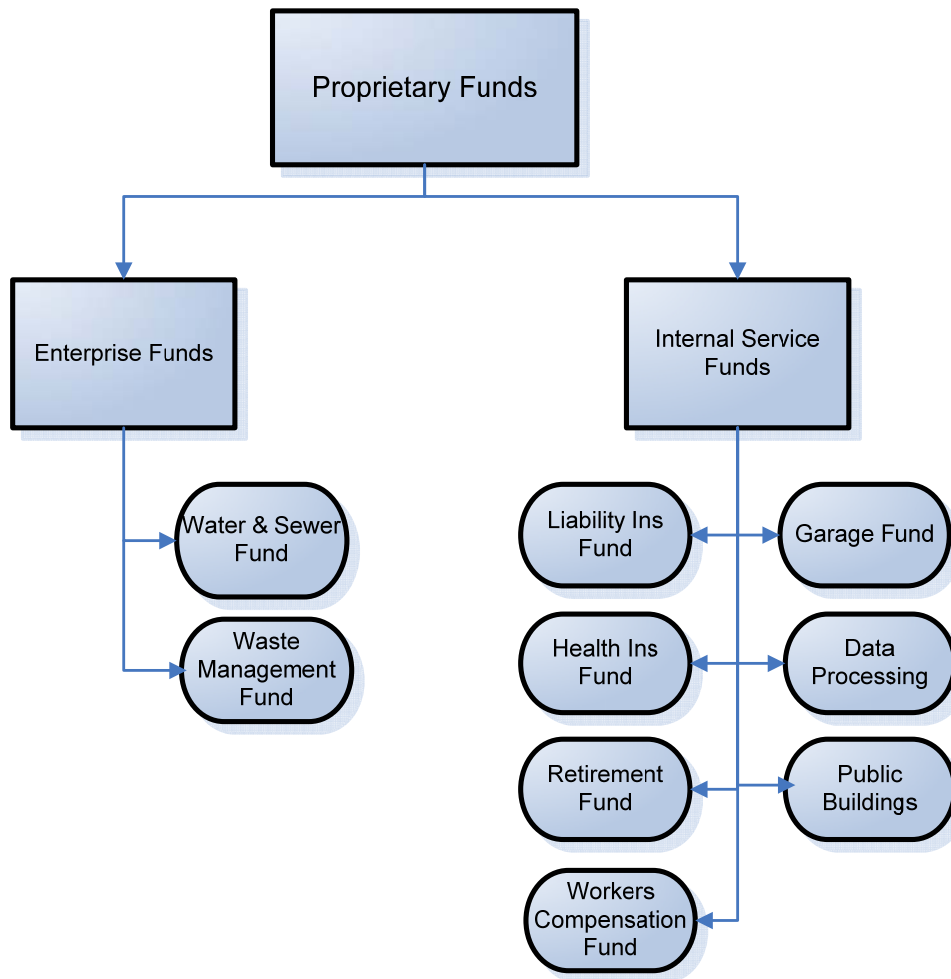 Proprietary Funds
Enterprise Funds
Internal Service
Funds
Water & Sewer
Fund
Waste
Management
Fund
Liability Ins
Fund
Garage Fund
Health Ins
Fund
Data
Processing
Retirement
Fund
Public
Buildings
Workers
Compensation
Fund